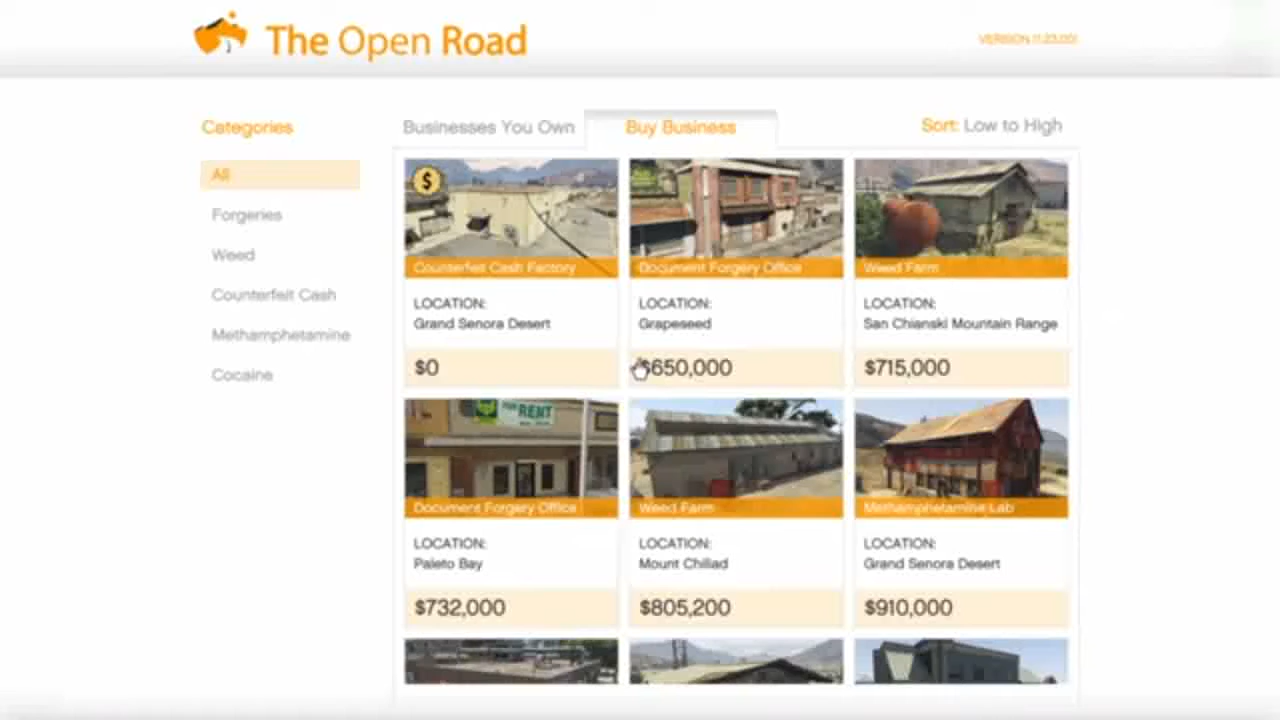 The Open Road
VERSION (1.23.00)
Categories
All
Forgeries
Weed
Counterfeit Cash
Methamphetamine
Cocaine
Businesses You Own
Buy Business
Sort: Low to High
$
Counterfeit Cash Factory
LOCATION:
Grand Senora Desert
$0
Document Forgery Office
LOCATION:
Grapeseed
$650,000
Weed Farm
LOCATION:
San Chianski Mountain Range
$715,000
FOR RENT
Document Forgery Office
LOCATION:
Paleto Bay
$732,000
Weed Farm
LOCATION:
Mount Chiliad
$805,200
Methamphetamine Lab
LOCATION:
Grand Senora Desert
$910,000